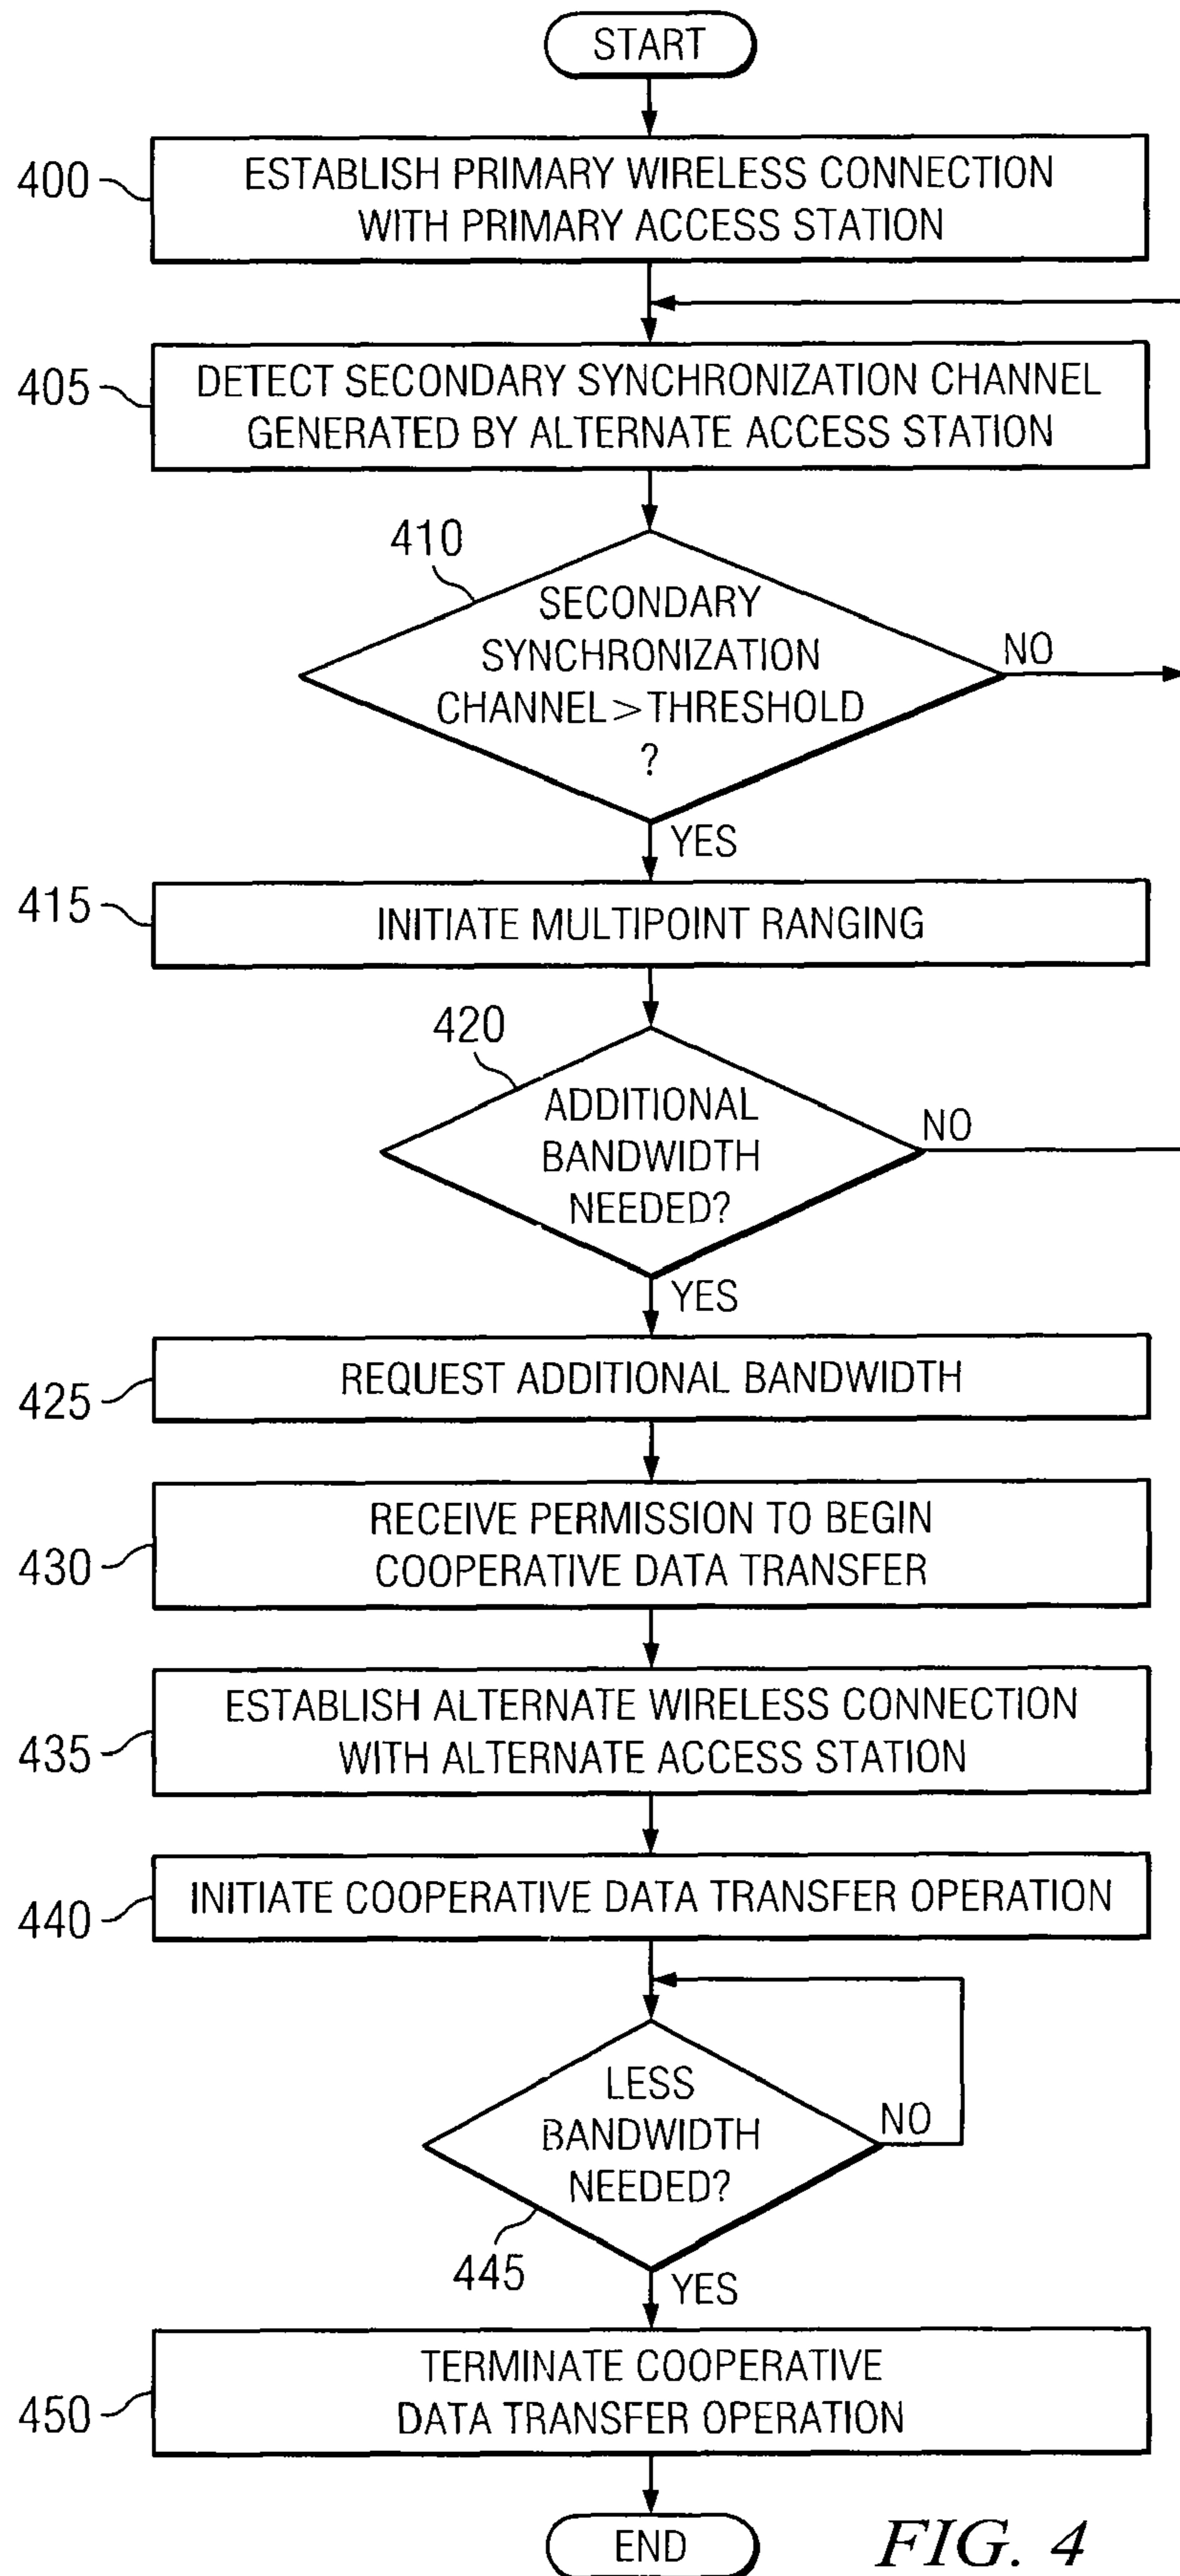 START
400
ESTABLISH PRIMARY WIRELESS CONNECTION
WITH PRIMARY ACCESS STATION
405
DETECT SECONDARY SYNCHRONIZATION CHANNEL
GENERATED BY ALTERNATE ACCESS STATION
410
SECONDARY
SYNCHRONIZATION
CHANNEL>THRESHOLD
?
NO
YES
415
INITIATE MULTIPOINT RANGING
420
ADDITIONAL
BANDWIDTH
NEEDED?
NO
YES
425
REQUEST ADDITIONAL BANDWIDTH
430
RECEIVE PERMISSION TO BEGIN
COOPERATIVE DATA TRANSFER
435
ESTABLISH ALTERNATE WIRELESS CONNECTION
WITH ALTERNATE ACCESS STATION
440
INITIATE COOPERATIVE DATA TRANSFER OPERATION
LESS
BANDWIDTH
NEEDED?
NO
445
YES
450
TERMINATE COOPERATIVE
DATA TRANSFER OPERATION
END
FIG. 4